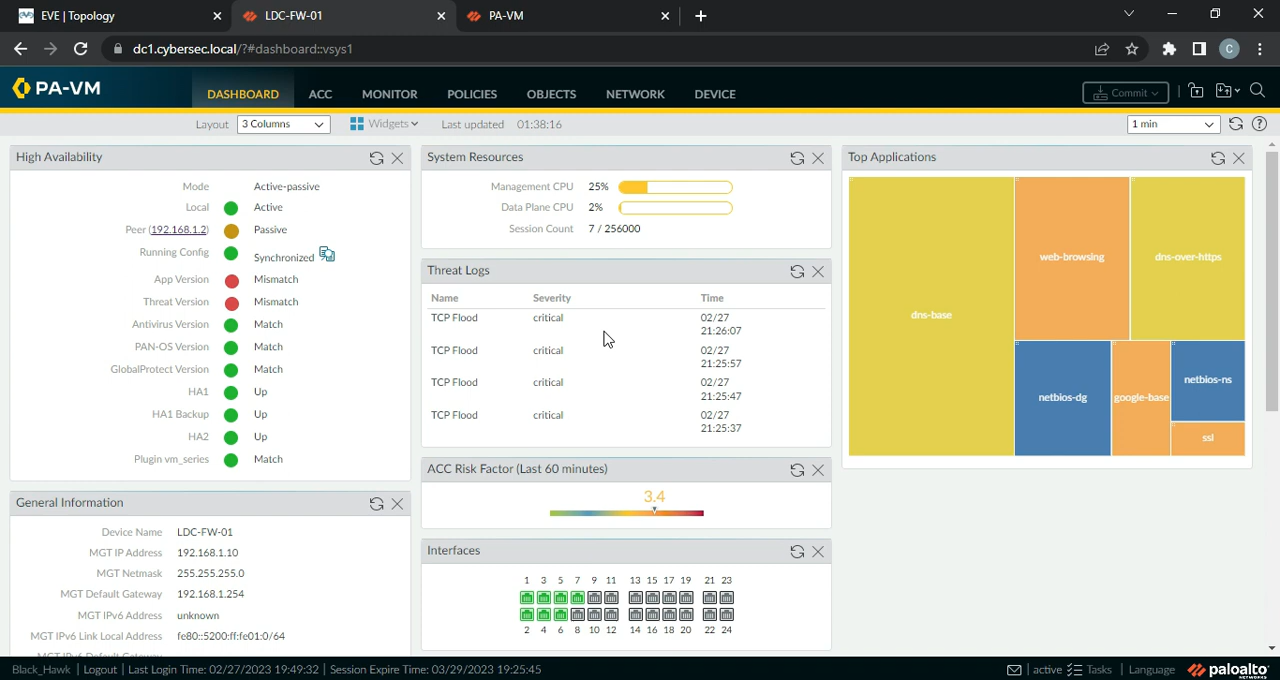 EVE | Topology
LDC-FW-01
PA-VM
dc1.cybersec.local/?#dashboard::vsys1
C
PA-VM
DASHBOARD
ACC
MONITOR
POLICIES
OBJECTS
NETWORK
DEVICE
Commit
Layout
3 Columns
Widgets
Last updated 01:38:16
1 min
High Availability
Mode Active-passive
Local Active
Peer (192.168.1.2) Passive
Running Config Synchronized
App Version Mismatch
Threat Version Mismatch
Antivirus Version Match
PAN-OS Version Match
GlobalProtect Version Match
HA1 Up
HA1 Backup Up
HA2 Up
Plugin vm_series Match
General Information
Device Name LDC-FW-01
MGT IP Address 192.168.1.10
MGT Netmask 255.255.255.0
MGT Default Gateway 192.168.1.254
MGT IPv6 Address unknown
MGT IPv6 Link Local Address fe80::5200:ff:fe01:0/64
System Resources
Management CPU 25%
Data Plane CPU 2%
Session Count 7 / 256000
Threat Logs
Name Severity Time
TCP Flood critical 02/27
21:26:07
TCP Flood critical 02/27
21:25:57
TCP Flood critical 02/27
21:25:47
TCP Flood critical 02/27
21:25:37
ACC Risk Factor (Last 60 minutes)
3.4
Interfaces
1 3 5 7 9 11 13 15 17 19 21 23
2 4 6 8 10 12 14 16 18 20 22 24
Top Applications
dns-base
web-browsing
dns-over-https
netbios-dg
google-base
netbios-ns
ssl
Black_Hawk | Logout | Last Login Time: 02/27/2023 19:49:32 | Session Expire Time: 03/29/2023 19:25:45
active
Tasks
Language
paloalto
NETWORKS